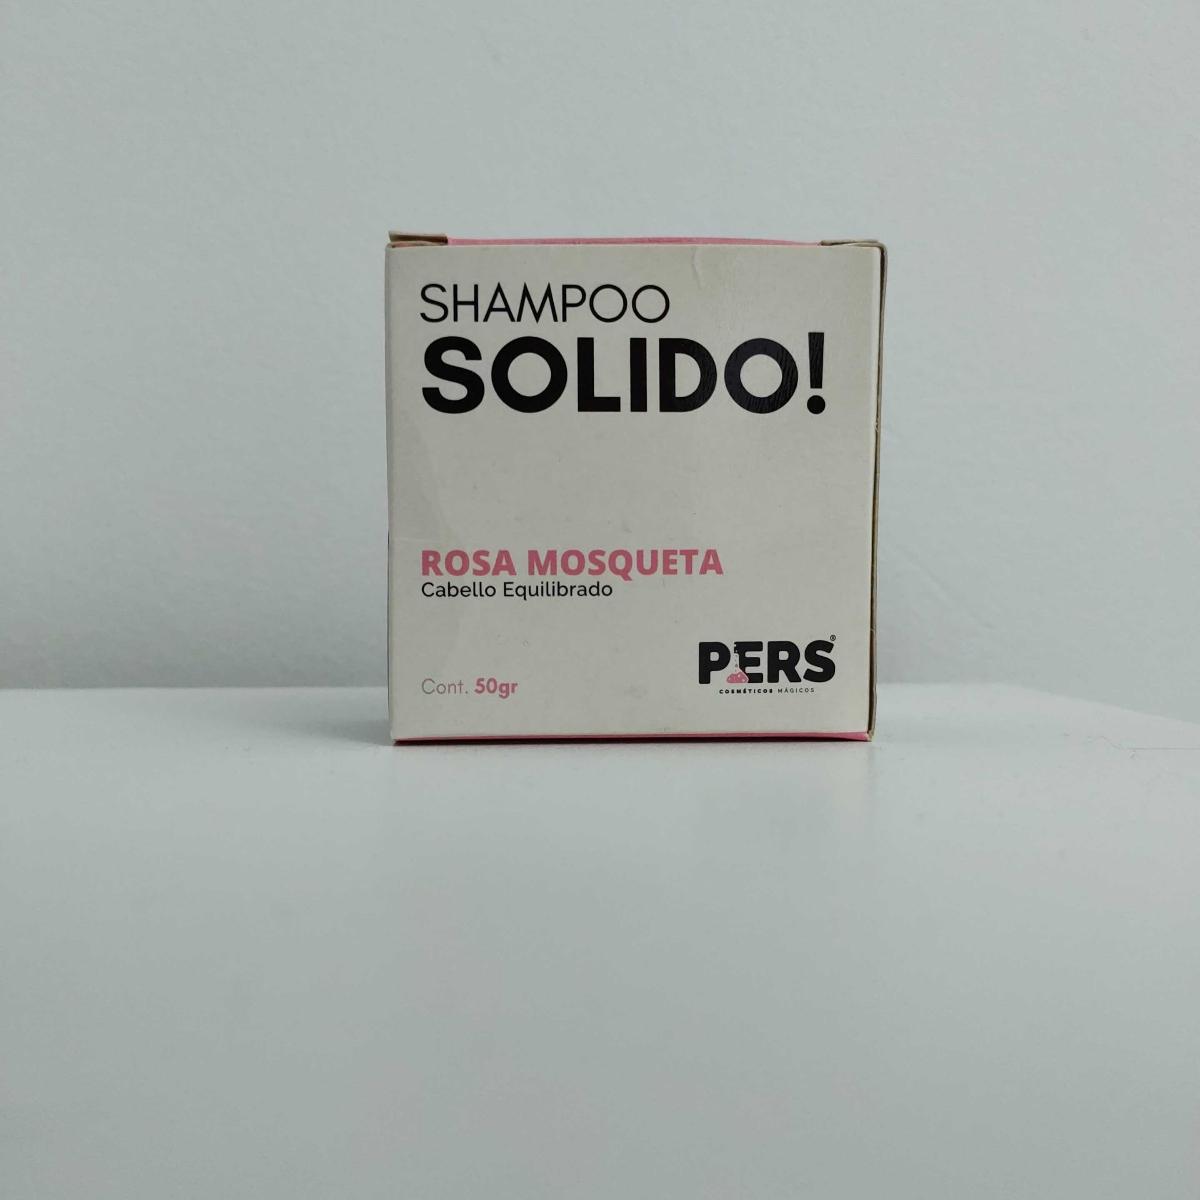 SHAMPOO
SOLIDO!
ROSA MOSQUETA
Cabello Equilibrado
Cont. 50gr
PERS®
COSMÉTICOS MÁGICOS